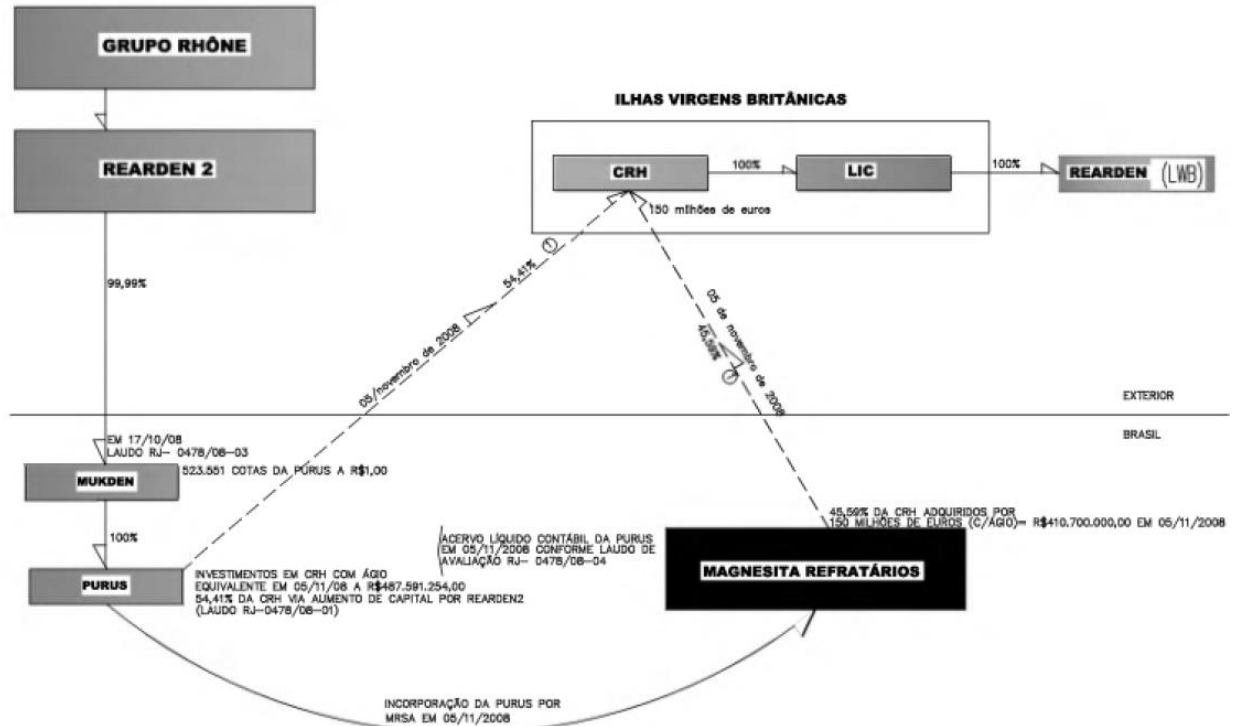 GRUPO RHÔNE
ILHAS VIRGENS BRITÂNICAS
REARDEN 2
CRH
100%
LIC
100%
REARDEN (LWB)
150 milhões de euros
54,41% 1
99,99%
05/novembro de 2008
05 de novembro de 2008
45,59% 1
EXTERIOR
BRASIL
EM 17/10/08
LAUDO RJ- 0478/08-03
MUKDEN
523.551 COTAS DA PURUS A R$1,00
100%
45,59% DA CRH ADQUIRIDOS POR
150 MILHÕES DE EUROS (C/ÁGIO)= R$410.700.000,00 EM 05/11/2008
ACERVO LÍQUIDO CONTÁBIL DA PURUS
EM 05/11/2008 CONFORME LAUDO DE
AVALIAÇÃO RJ- 0478/08-04
MAGNESITA REFRATÁRIOS
PURUS
INVESTIMENTOS EM CRH COM ÁGIO
EQUIVALENTE EM 05/11/08 A R$487.591.254,00
54,41% DA CRH VIA AUMENTO DE CAPITAL POR REARDEN2
(LAUDO RJ-0478/08-01)
INCORPORAÇÃO DA PURUS POR
MRSA EM 05/11/2008